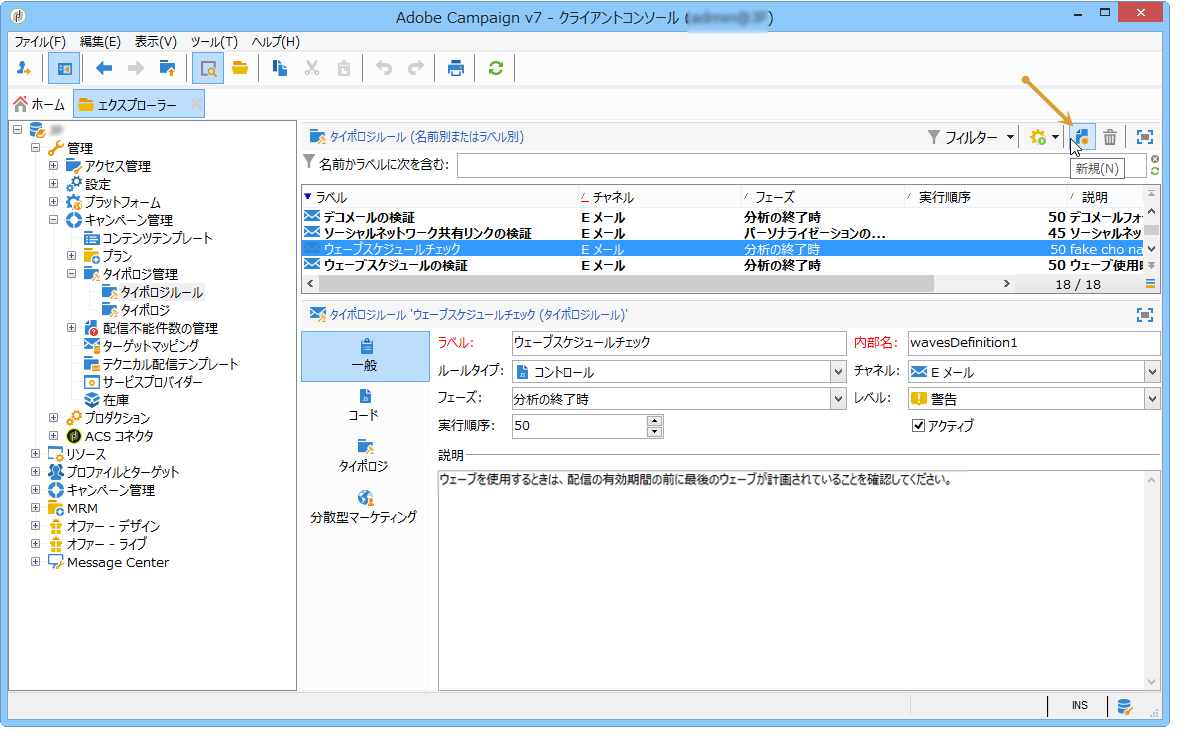 Adobe Campaign v7 - クライアントコンソール (
ファイル(F) 編集(E) 表示(V) ツール(T) ヘルプ(H)
ホーム エクスプローラー
管理
アクセス管理
設定
プラットフォーム
キャンペーン管理
コンテンツテンプレート
プラン
タイポロジ管理
タイポロジルール
タイポロジ
配信不能件数の管理
ターゲットマッピング
テクニカル配信テンプレート
サービスプロバイダー
在庫
プロダクション
ACS コネクタ
リソース
プロファイルとターゲット
キャンペーン管理
MRM
オファー - デザイン
オファー - ライブ
Message Center
タイポロジルール (名前別またはラベル別) フィルター
名前かラベルに次を含む:
新規(N)
ラベル チャネル フェーズ 実行順序 説明
デコメールの検証 E メール 分析の終了時 50 デコメールフォ
ソーシャルネットワーク共有リンクの検証 E メール パーソナライゼーションの... 45 ソーシャルネッ
ウェーブスケジュールチェック E メール 分析の終了時 50 fake cho na
ウェーブスケジュールの検証 E メール 分析の終了時 50 ウェーブ使用時
18 / 18
タイポロジルール 'ウェーブスケジュールチェック (タイポロジルール)'
一般
コード
タイポロジ
分散型マーケティング
ラベル: ウェーブスケジュールチェック 内部名: wavesDefinition1
ルールタイプ: コントロール チャネル: E メール
フェーズ: 分析の終了時 レベル: 警告
実行順序: 50 アクティブ
説明
ウェーブを使用するときは、配信の有効期間の前に最後のウェーブが計画されていることを確認してください。
INS